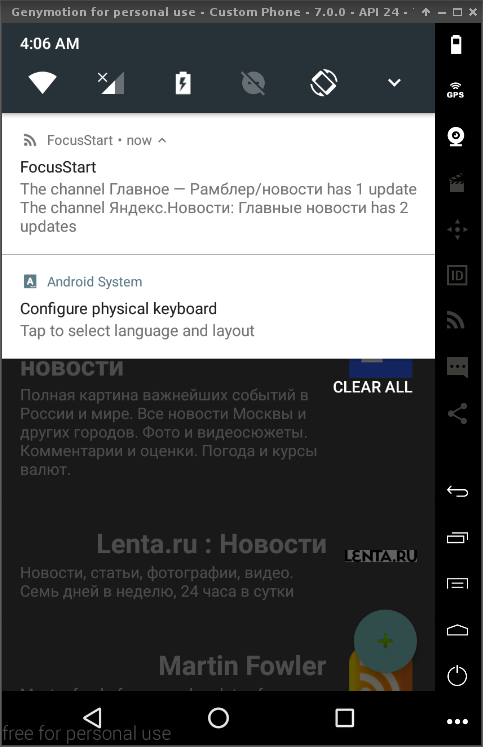 Genymotion for personal use - Custom Phone - 7.0.0 - API 24 -
4:06 AM
GPS
FocusStart • now
FocusStart
The channel Главное — Рамблер/новости has 1 update
The channel Яндекс.Новости: Главные новости has 2
updates
ID
Android System
Configure physical keyboard
Tap to select language and layout
новости
CLEAR ALL
Полная картина важнейших событий в
России и мире. Все новости Москвы и
других городов. Фото и видеосюжеты.
Комментарии и оценки. Погода и курсы
валют.
Lenta.ru : Новости
LENTA.RU
Новости, статьи, фотографии, видео.
Семь дней в неделю, 24 часа в сутки
Martin Fowler
free for personal use